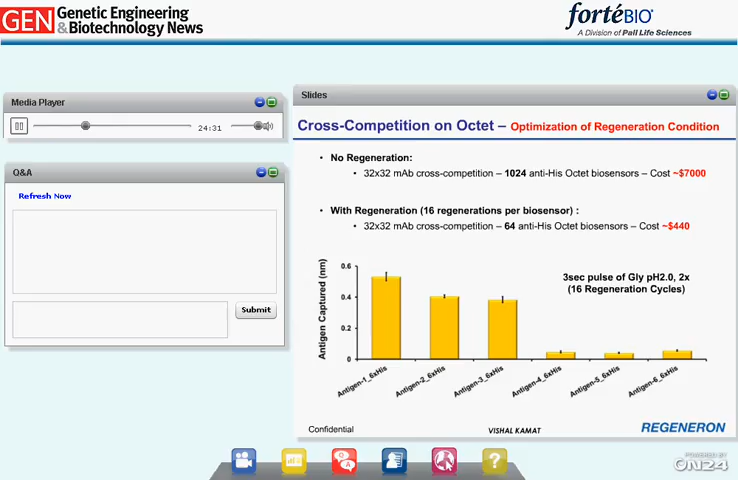 GEN Genetic Engineering
& Biotechnology News
fortéBIO
A Division of Pall Life Sciences
Media Player
24:31
Q&A
Refresh Now
Submit
Slides
Cross-Competition on Octet – Optimization of Regeneration Condition
• No Regeneration:
• 32x32 mAb cross-competition – 1024 anti-His Octet biosensors – Cost ~$7000
• With Regeneration (16 regenerations per biosensor) :
• 32x32 mAb cross-competition – 64 anti-His Octet biosensors – Cost ~$440
3sec pulse of Gly pH2.0, 2x
(16 Regeneration Cycles)
Antigen Captured (nm)
0.6
0.4
0.2
0
Antigen-1_6xHis
Antigen-2_6xHis
Antigen-3_6xHis
Antigen-4_6xHis
Antigen-5_6xHis
Antigen-6_6xHis
Confidential
VISHAL KAMAT
REGENERON
Q
A
?
POWERED BY
ON24